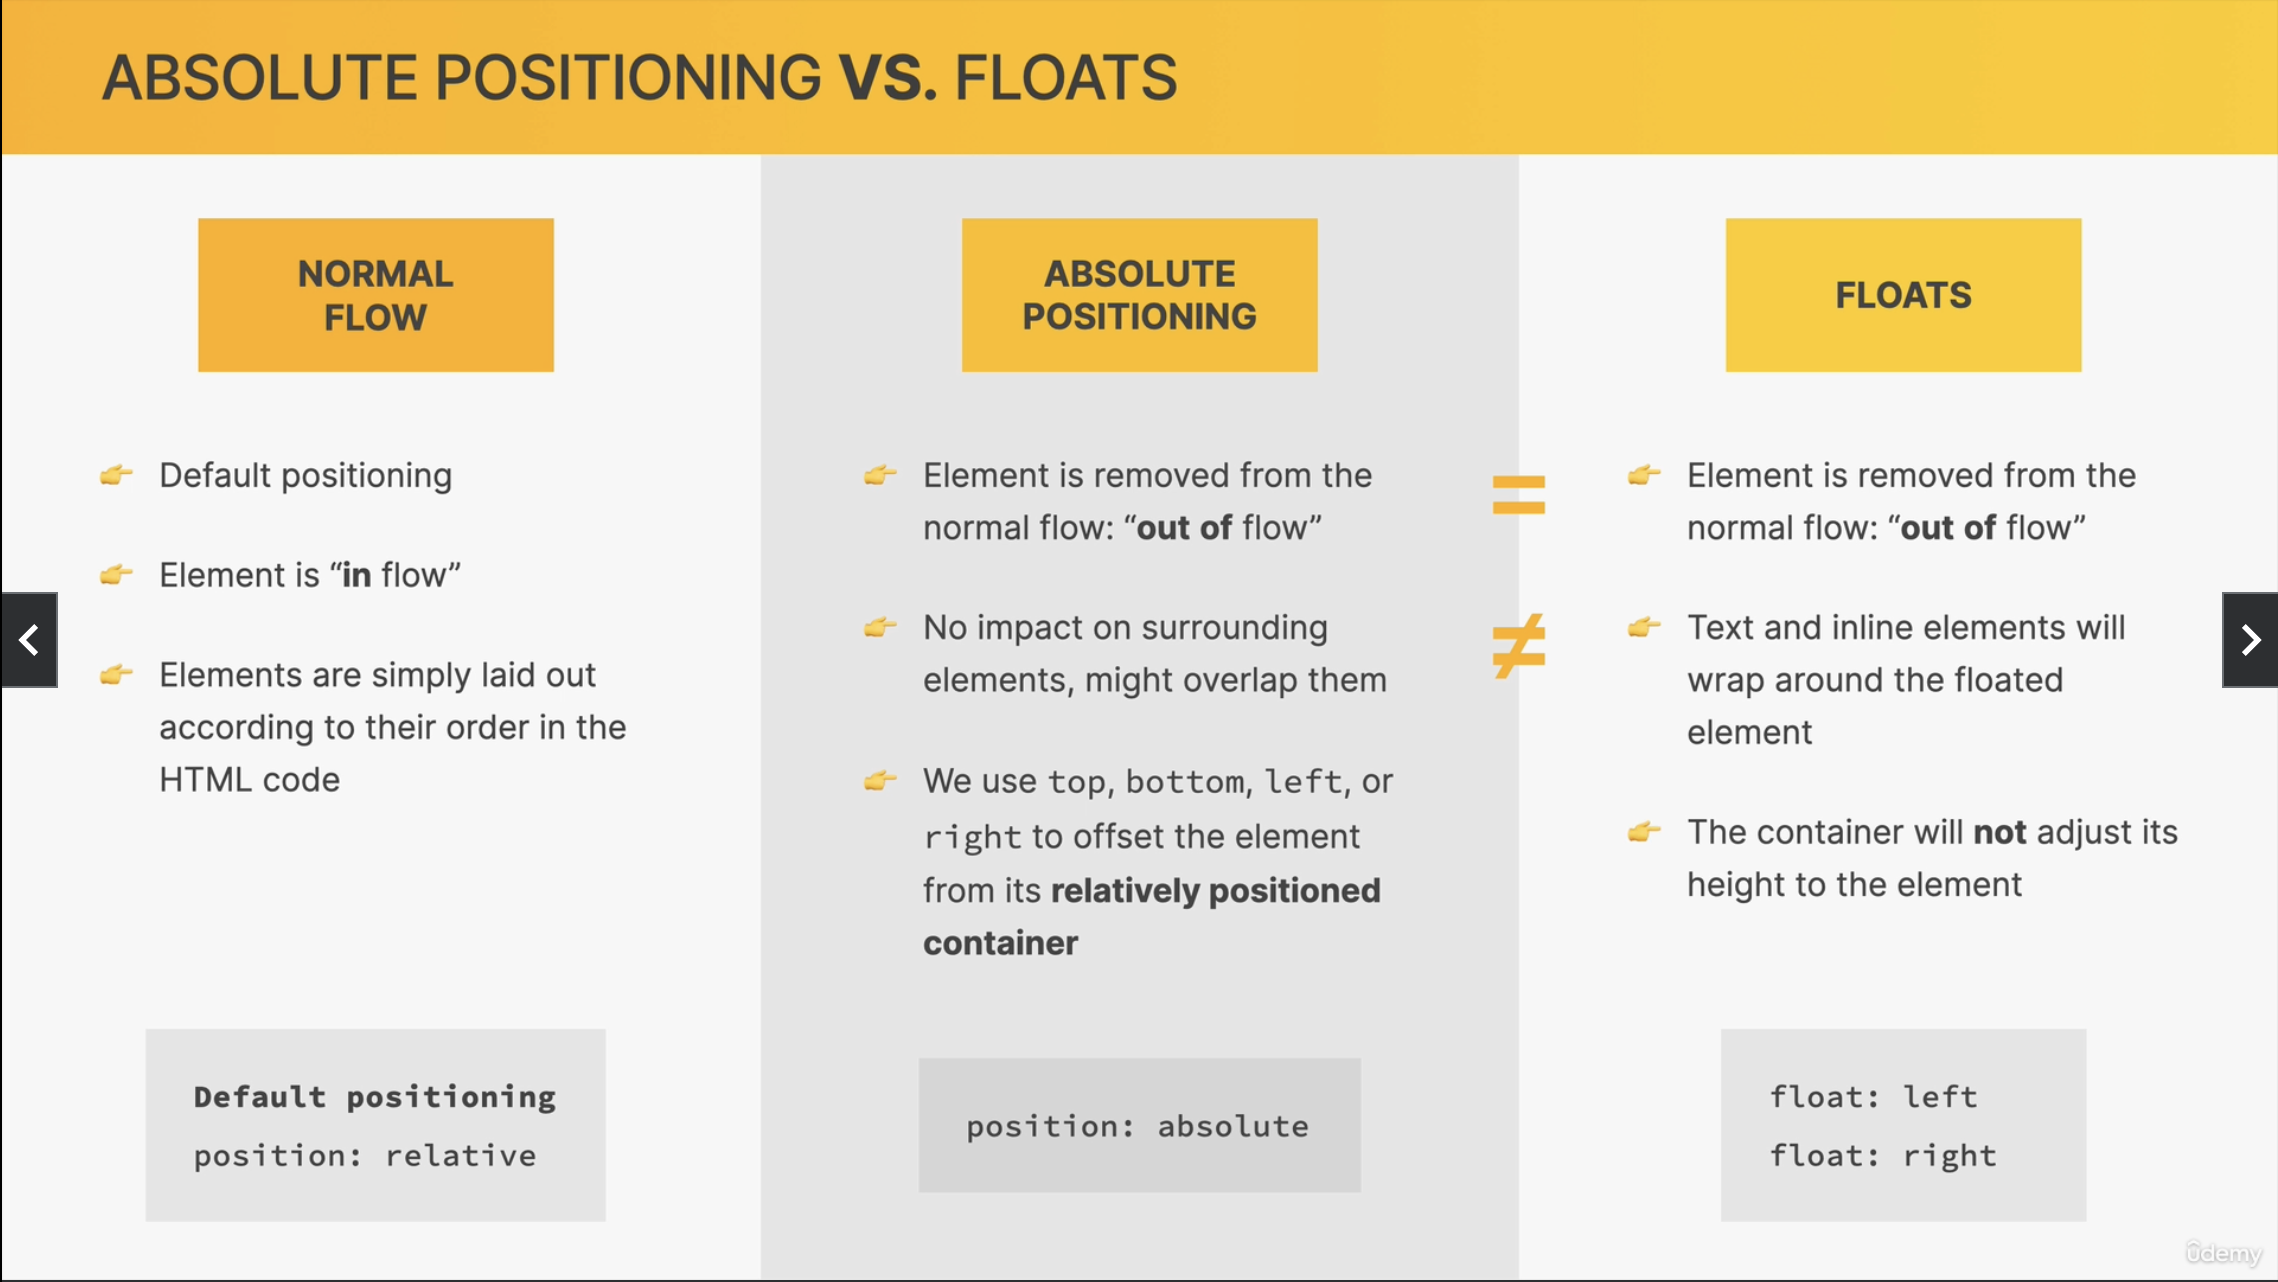 ABSOLUTE POSITIONING VS. FLOATS
NORMAL
FLOW
Default positioning
Element is “in flow”
Elements are simply laid out
according to their order in the
HTML code
Default positioning
position: relative
ABSOLUTE
POSITIONING
Element is removed from the
normal flow: “out of flow”
No impact on surrounding
elements, might overlap them
We use top, bottom, left, or
right to offset the element
from its relatively positioned
container
position: absolute
=
≠
FLOATS
Element is removed from the
normal flow: “out of flow”
Text and inline elements will
wrap around the floated
element
The container will not adjust its
height to the element
float: left
float: right
ûdemy